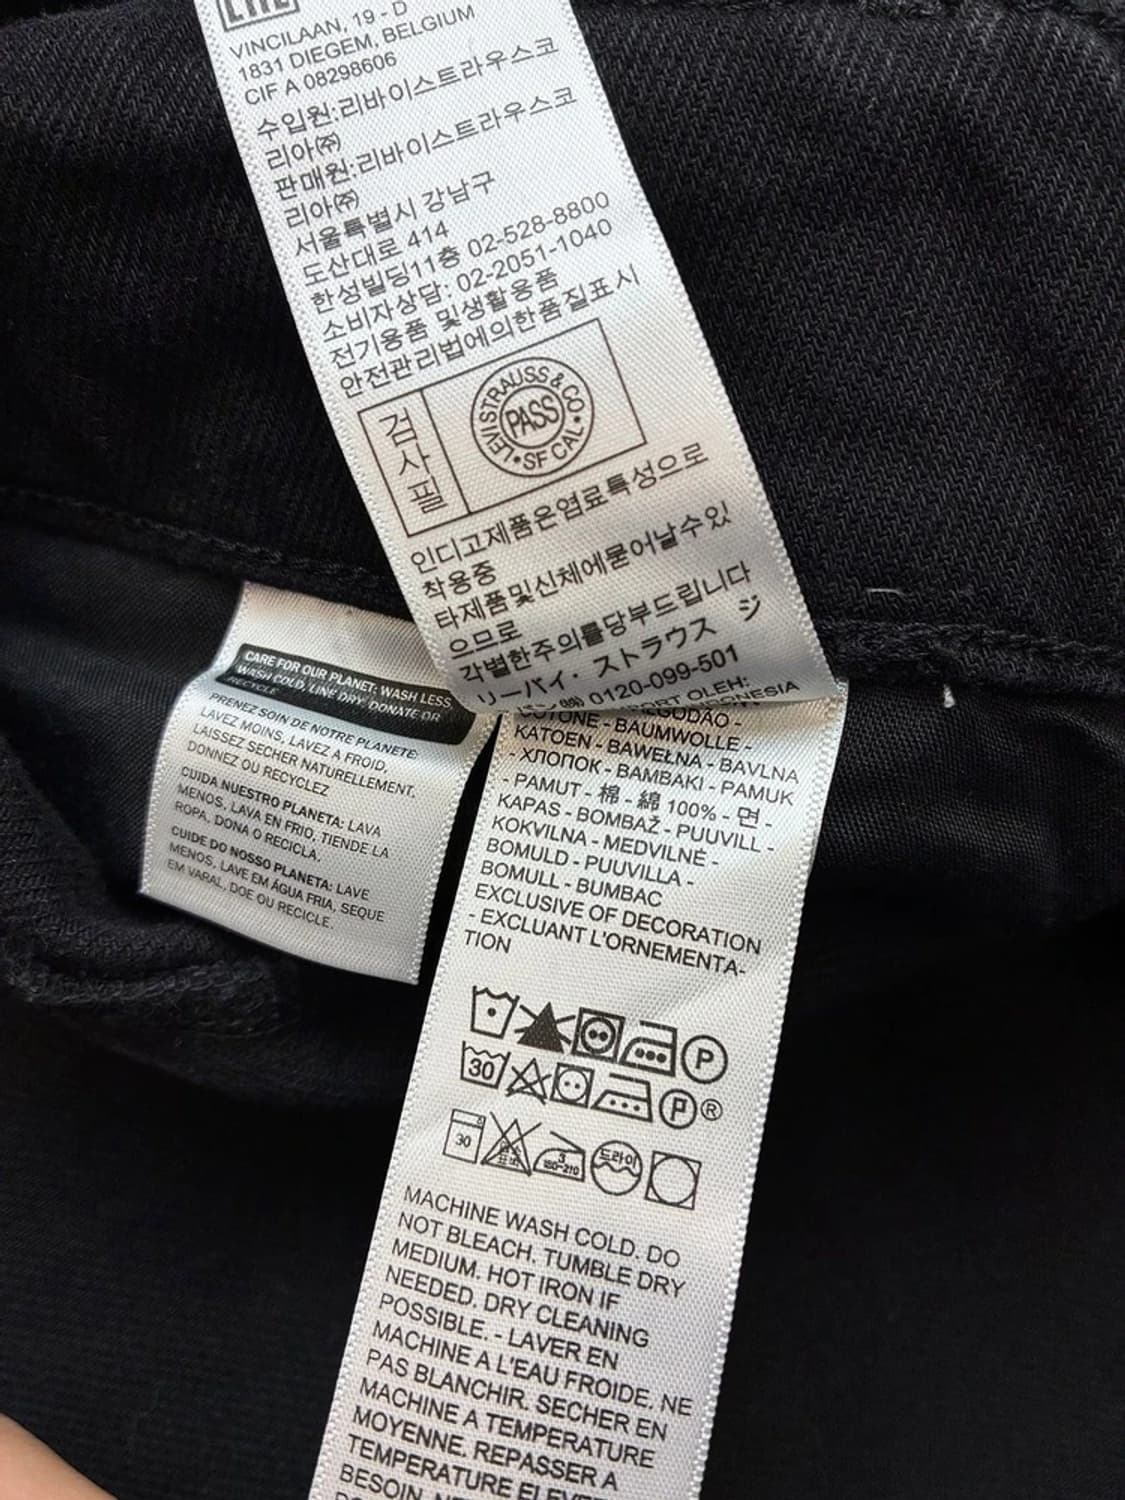 VINCILAAN, 19 - D
1831 DIEGEM, BELGIUM
CIF A 08298606
수입원:리바이스트라우스코
리아㈜
판매원:리바이스트라우스코
리아㈜
서울특별시 강남구
도산대로 414
한성빌딩11층 02-528-8800
소비자상담: 02-2051-1040
전기용품 및생활용품
안전관리법에의한품질표시
검사필
LEVI STRAUSS & CO
PASS
SF CAL
인디고제품은염료특성으로
착용중
타제품및신체에묻어날수있
으므로
각별한주의를당부드립니다
リーバイ・ストラウス ジ
0120-099-501
CARE FOR OUR PLANET: WASH LESS,
WASH COLD, LINE DRY, DONATE OR
RECYCLE
PRENEZ SOIN DE NOTRE PLANETE:
LAVEZ MOINS, LAVEZ A FROID,
LAISSEZ SECHER NATURELLEMENT,
DONNEZ OU RECYCLEZ
CUIDA NUESTRO PLANETA: LAVA
MENOS, LAVA EN FRIO, TIENDE LA
ROPA, DONA O RECICLA.
CUIDE DO NOSSO PLANETA: LAVE
MENOS, LAVE EM ÁGUA FRIA, SEQUE
EM VARAL, DOE OU RECICLE.
OLEH:
COTONE - BAUMWOLLE -
KATOEN - BAWEŁNA - BAVLNA
- ХЛОПОК - BAMBAKI - PAMUK
- PAMUT - 棉 - 綿 100% - 면 -
KAPAS - BOMBAŽ - PUUVILL -
KOKVILNA - MEDVILNĖ -
BOMULD - PUUVILLA -
BOMULL - BUMBAC
EXCLUSIVE OF DECORATION
- EXCLUANT L'ORNEMENTA-
TION
P
30 P ®
30 염소표백 3 180-210 드라이
MACHINE WASH COLD. DO
NOT BLEACH. TUMBLE DRY
MEDIUM. HOT IRON IF
NEEDED. DRY CLEANING
POSSIBLE. - LAVER EN
MACHINE A L'EAU FROIDE. NE
PAS BLANCHIR. SECHER EN
MACHINE A TEMPERATURE
MOYENNE. REPASSER A
TEMPERATURE
BESOIN.